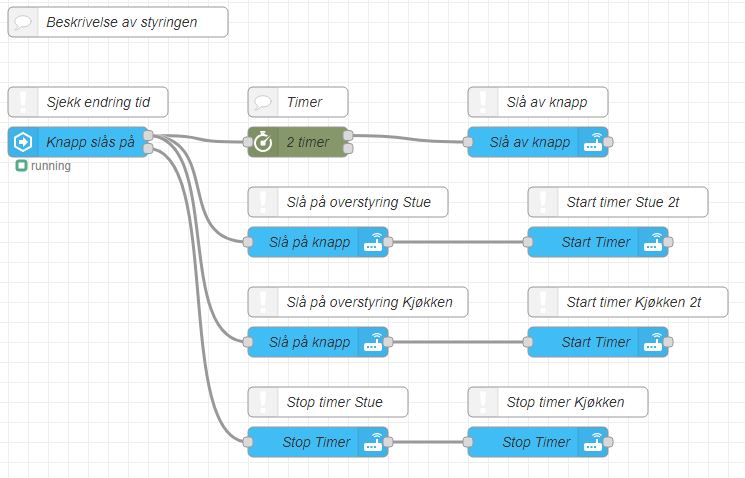 Beskrivelse av styringen
Sjekk endring tid
Timer
Slå av knapp
Knapp slås på
2 timer
Slå av knapp
running
Slå på overstyring Stue
Start timer Stue 2t
Slå på knapp
Start Timer
Slå på overstyring Kjøkken
Start timer Kjøkken 2t
Slå på knapp
Start Timer
Stop timer Stue
Stop timer Kjøkken
Stop Timer
Stop Timer